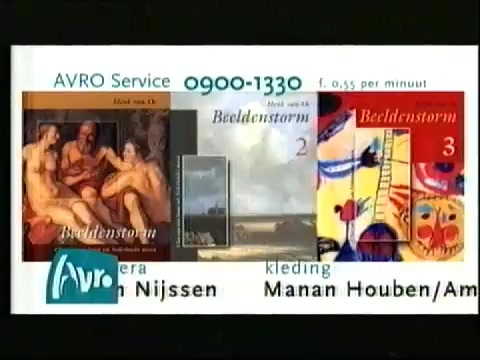 AVRO Service 0900-1330 f. 0,55 per minuut
Henk van Os
Beeldenstorm
Henk van Os
Beeldenstorm
2
Henk van Os
Beeldenstorm
3
era
kleding
Avro.
n Nijssen
Manan Houben/Am